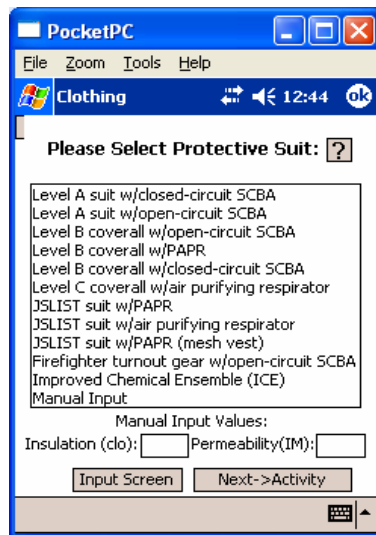 PocketPC
File Zoom Tools Help
Clothing 12:44 ok
Please Select Protective Suit: ?
Level A suit w/closed-circuit SCBA
Level A suit w/open-circuit SCBA
Level B coverall w/open-circuit SCBA
Level B coverall w/PAPR
Level B coverall w/closed-circuit SCBA
Level C coverall w/air purifying respirator
JSLIST suit w/PAPR
JSLIST suit w/air purifying respirator
JSLIST suit w/PAPR (mesh vest)
Firefighter turnout gear w/open-circuit SCBA
Improved Chemical Ensemble (ICE)
Manual Input
Manual Input Values:
Insulation (clo): Permeability(IM):
Input Screen Next->Activity